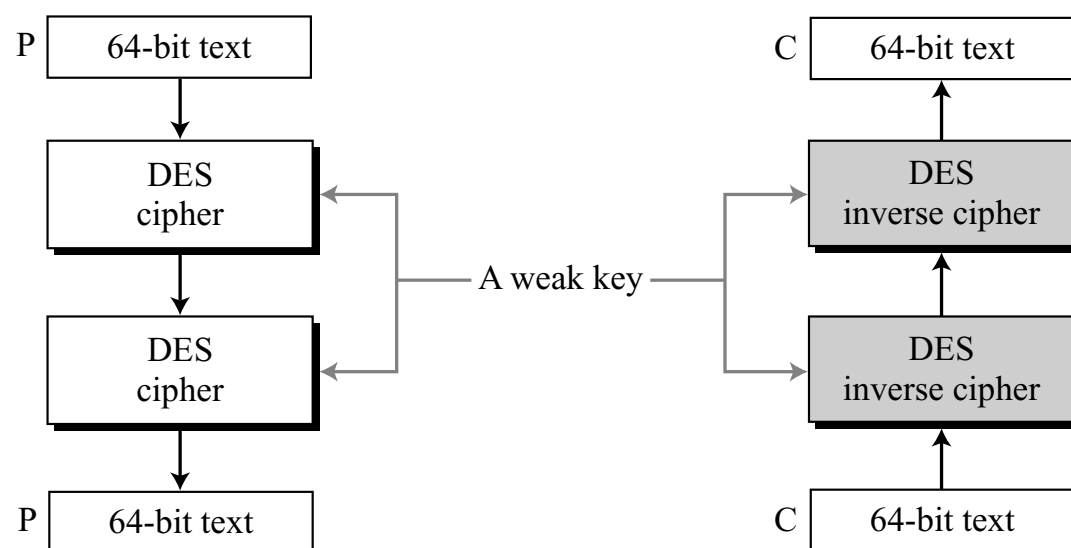 P 64-bit text
DES
cipher
DES
cipher
P 64-bit text
A weak key
C 64-bit text
DES
inverse cipher
DES
inverse cipher
C 64-bit text